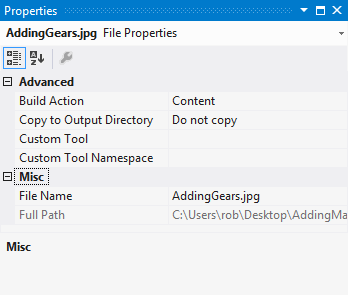 Properties
AddingGears.jpg File Properties
Advanced
Build Action Content
Copy to Output Directory Do not copy
Custom Tool
Custom Tool Namespace
Misc
File Name AddingGears.jpg
Full Path C:\Users\rob\Desktop\AddingMa
Misc